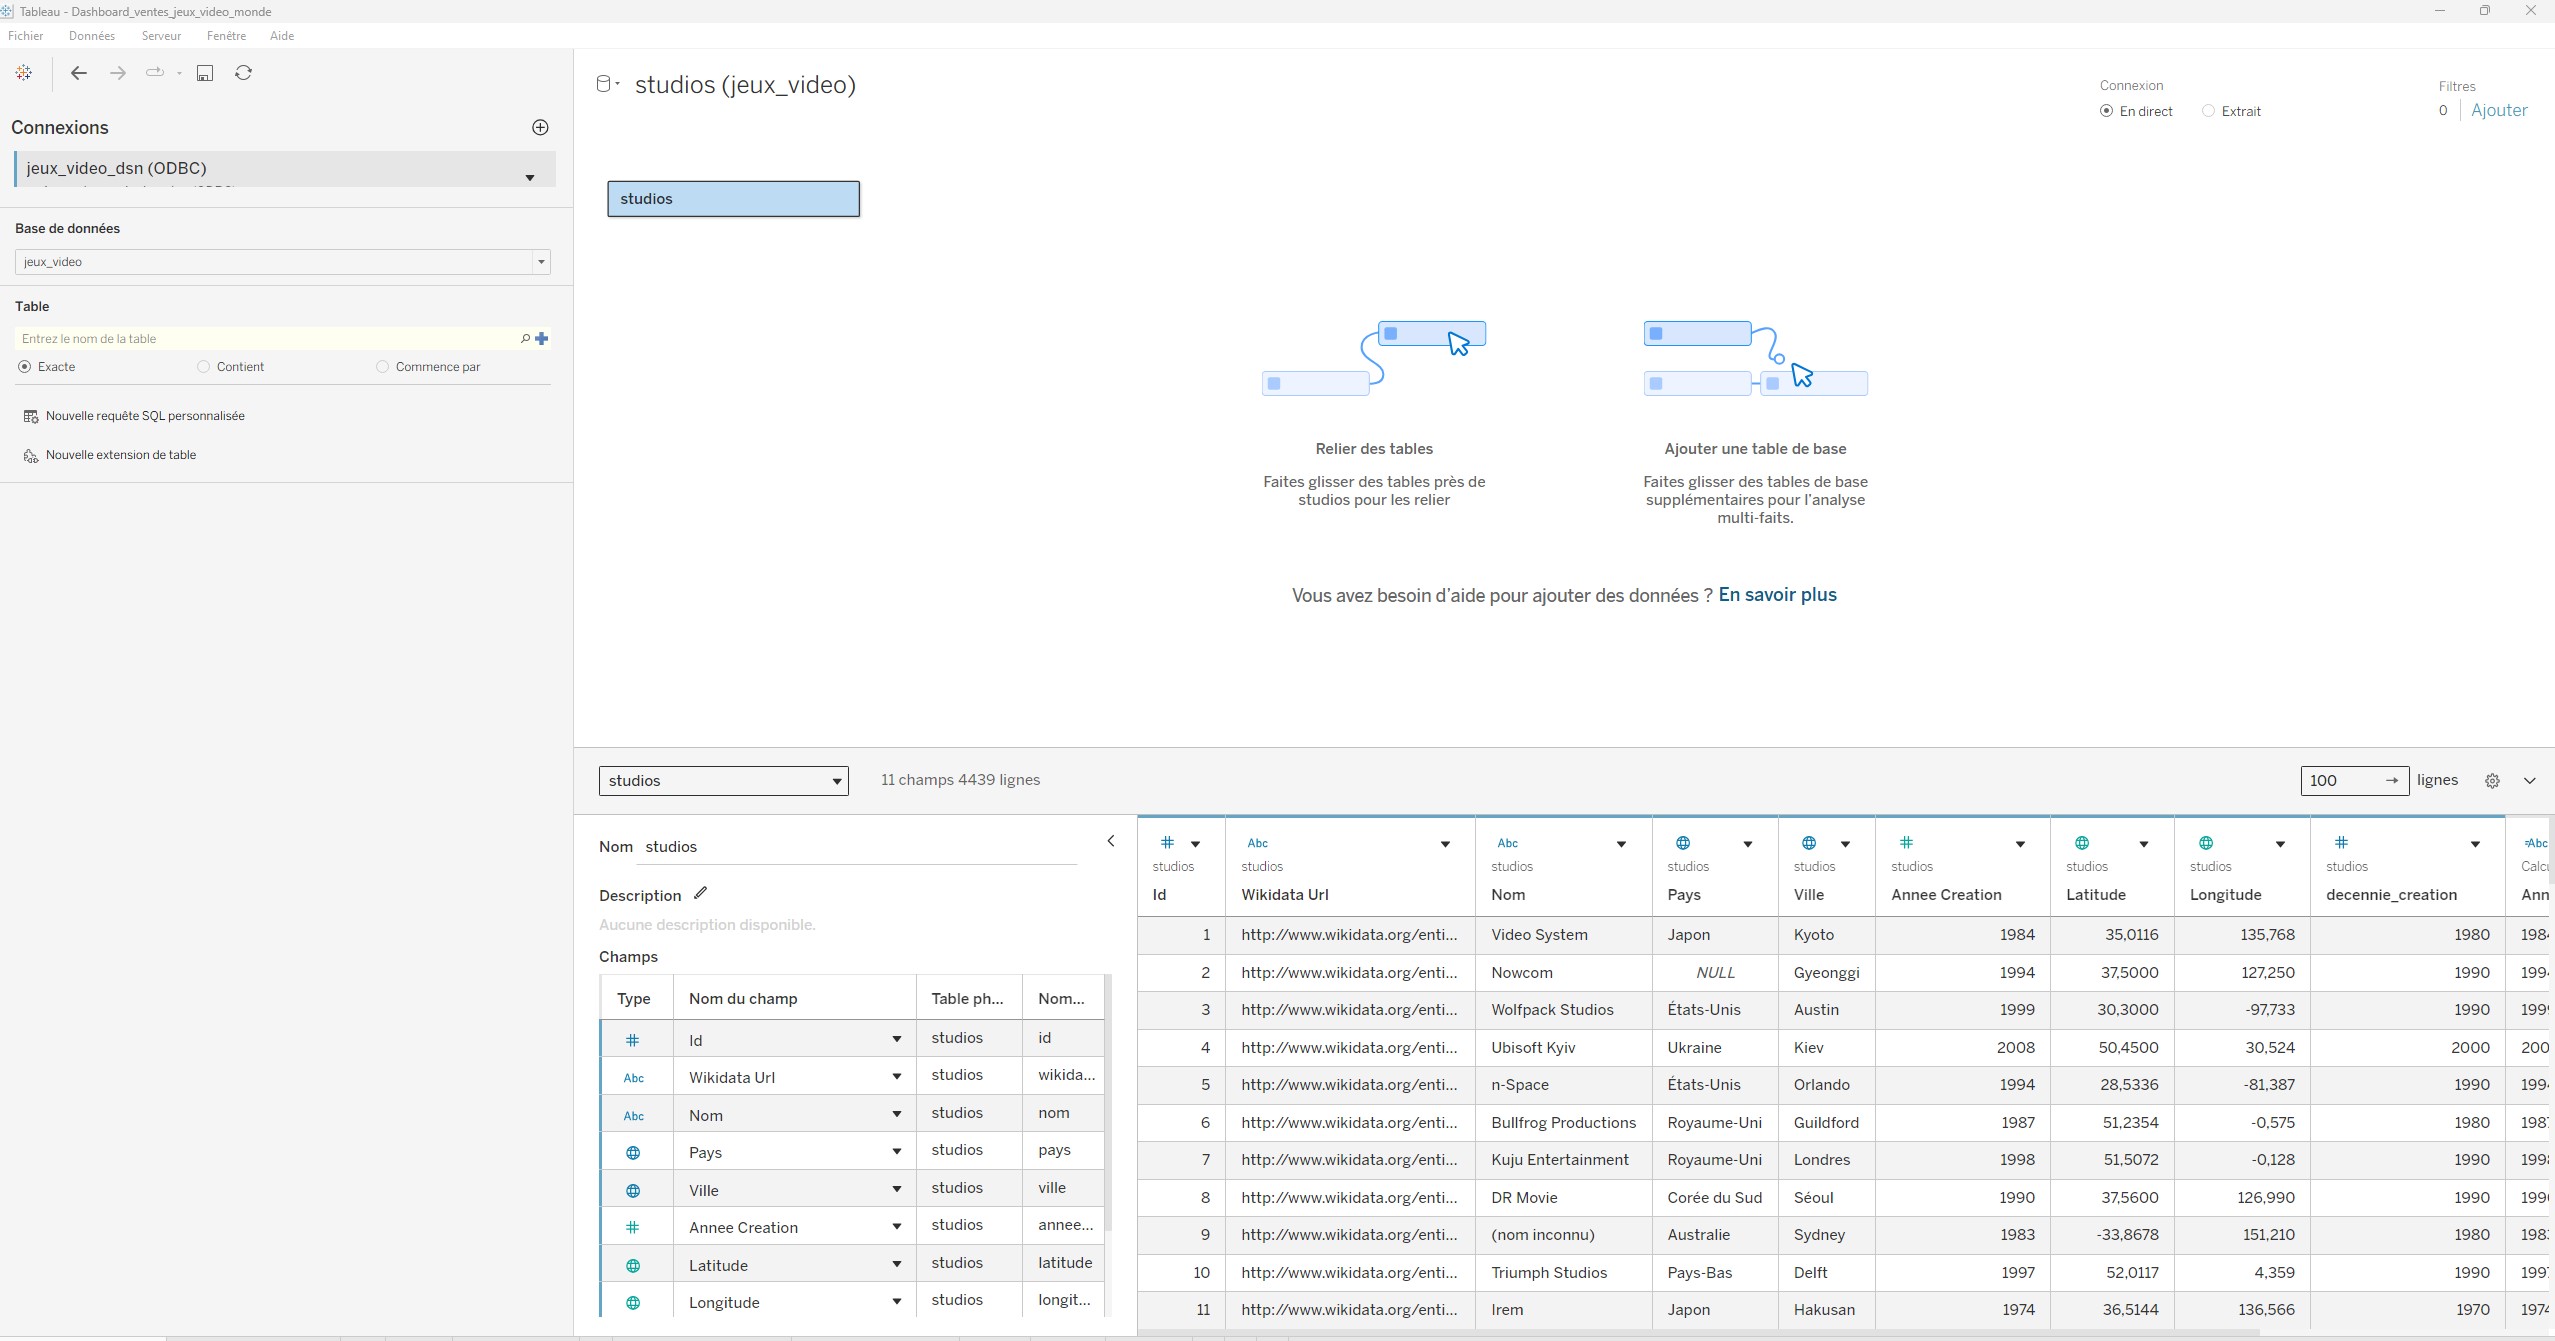 Tableau - Dashboard_ventes_jeux_video_monde
Fichier Données Serveur Fenêtre Aide
Connexions
jeux_video_dsn (ODBC)
Base de données
jeux_video
Table
Entrez le nom de la table
Exacte Contient Commence par
Nouvelle requête SQL personnalisée
Nouvelle extension de table
studios (jeux_video)
Connexion
En direct Extrait
Filtres
0 Ajouter
studios
Relier des tables
Faites glisser des tables près de
studios pour les relier
Ajouter une table de base
Faites glisser des tables de base
supplémentaires pour l'analyse
multi-faits.
Vous avez besoin d'aide pour ajouter des données ? En savoir plus
studios 11 champs 4439 lignes 100 → lignes
Nom studios
Description
Aucune description disponible.
Champs
Type Nom du champ Table ph... Nom...
# Id studios id
Abc Wikidata Url studios wikida...
Abc Nom studios nom
Pays studios pays
Ville studios ville
# Annee Creation studios annee...
Latitude studios latitude
Longitude studios longit...
# Abc Abc # # =Abc
studios studios studios studios studios studios studios studios studios
Id Wikidata Url Nom Pays Ville Annee Creation Latitude Longitude decennie_creation Ann
1 http://www.wikidata.org/enti... Video System Japon Kyoto 1984 35,0116 135,768 1980 198
2 http://www.wikidata.org/enti... Nowcom NULL Gyeonggi 1994 37,5000 127,250 1990 199
3 http://www.wikidata.org/enti... Wolfpack Studios États-Unis Austin 1999 30,3000 -97,733 1990 199
4 http://www.wikidata.org/enti... Ubisoft Kyiv Ukraine Kiev 2008 50,4500 30,524 2000 200
5 http://www.wikidata.org/enti... n-Space États-Unis Orlando 1994 28,5336 -81,387 1990 199
6 http://www.wikidata.org/enti... Bullfrog Productions Royaume-Uni Guildford 1987 51,2354 -0,575 1980 198
7 http://www.wikidata.org/enti... Kuju Entertainment Royaume-Uni Londres 1998 51,5072 -0,128 1990 199
8 http://www.wikidata.org/enti... DR Movie Corée du Sud Séoul 1990 37,5600 126,990 1990 199
9 http://www.wikidata.org/enti... (nom inconnu) Australie Sydney 1983 -33,8678 151,210 1980 198
10 http://www.wikidata.org/enti... Triumph Studios Pays-Bas Delft 1997 52,0117 4,359 1990 199
11 http://www.wikidata.org/enti... Irem Japon Hakusan 1974 36,5144 136,566 1970 197